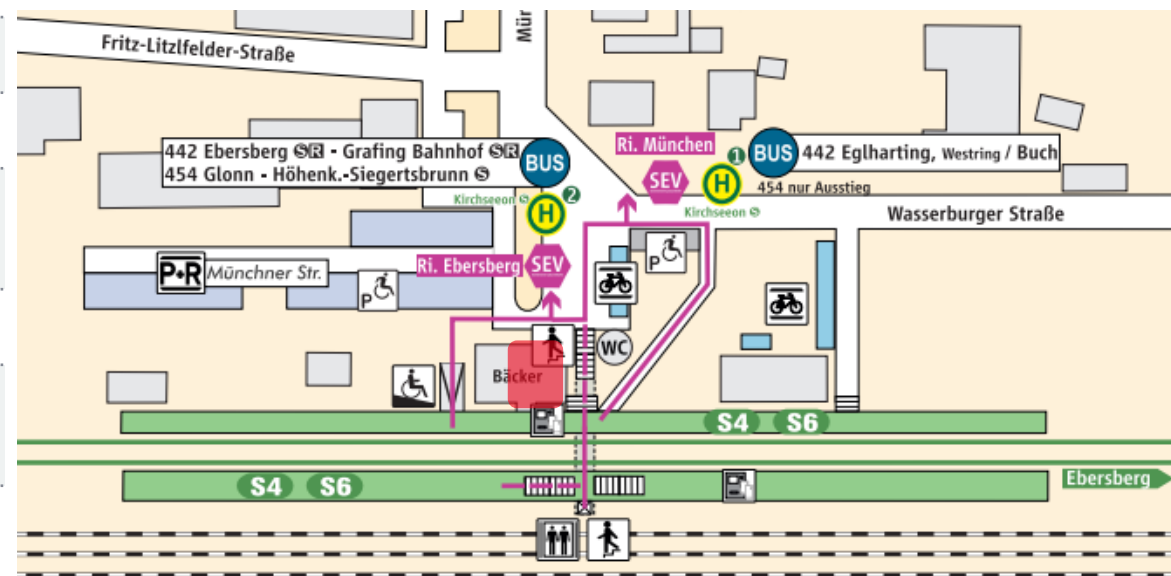 Fritz-Litzlfelder-Straße
Mür
442 Ebersberg SR - Grafing Bahnhof SR
454 Glonn - Höhenk.-Siegertsbrunn S
BUS
Kirchseeon S
2
H
Ri. München
SEV
1
H
Kirchseeon S
BUS
442 Eglharting, Westring / Buch
454 nur Ausstieg
Wasserburger Straße
P+R Münchner Str.
P
Ri. Ebersberg
SEV
P
WC
Bäcker
S4 S6
S4 S6
Ebersberg